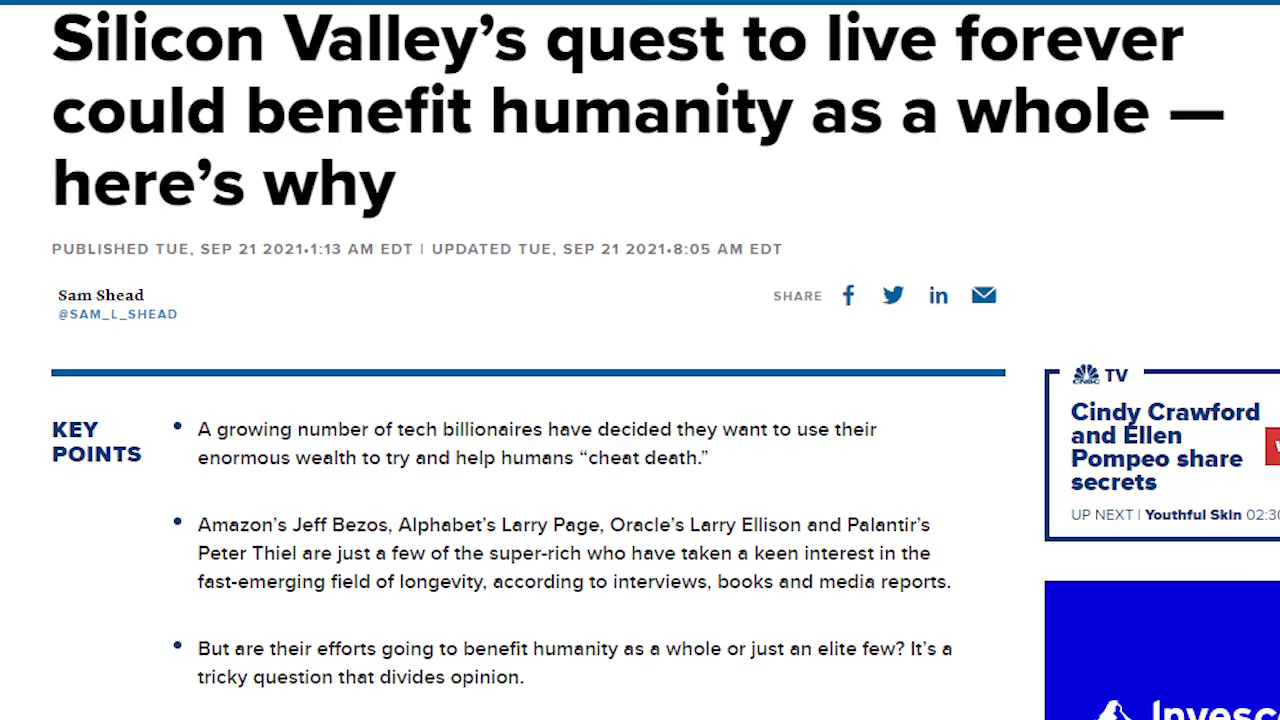 Silicon Valley’s quest to live forever
could benefit humanity as a whole —
here’s why
PUBLISHED TUE, SEP 21 2021•1:13 AM EDT | UPDATED TUE, SEP 21 2021•8:05 AM EDT
Sam Shead
@SAM_L_SHEAD
SHARE
KEY
POINTS
• A growing number of tech billionaires have decided they want to use their
enormous wealth to try and help humans “cheat death.”
• Amazon’s Jeff Bezos, Alphabet’s Larry Page, Oracle’s Larry Ellison and Palantir’s
Peter Thiel are just a few of the super-rich who have taken a keen interest in the
fast-emerging field of longevity, according to interviews, books and media reports.
• But are their efforts going to benefit humanity as a whole or just an elite few? It’s a
tricky question that divides opinion.
CNBC TV
Cindy Crawford
and Ellen
Pompeo share
secrets
UP NEXT | Youthful Skin 02:30
Invesc